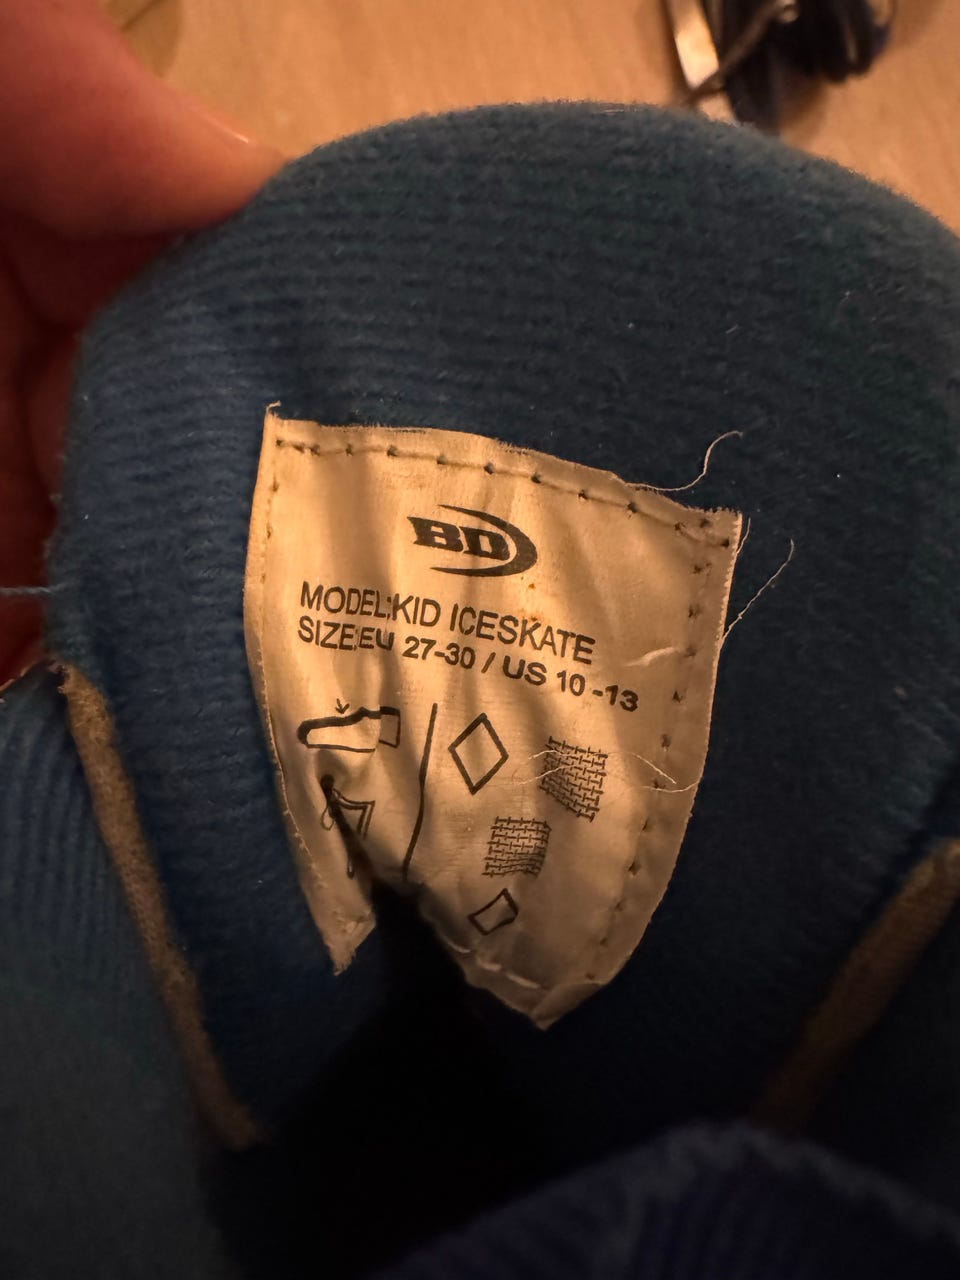 BD
MODEL:KID ICESKATE
SIZE:EU 27-30 / US 10 -13